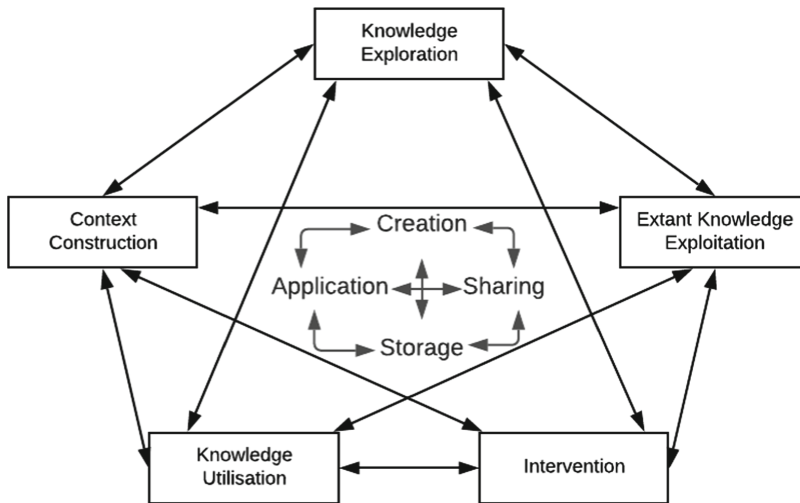 Knowledge
Exploration
Context
Construction
Extant Knowledge
Exploitation
Creation
Application
Sharing
Storage
Knowledge
Utilisation
Intervention